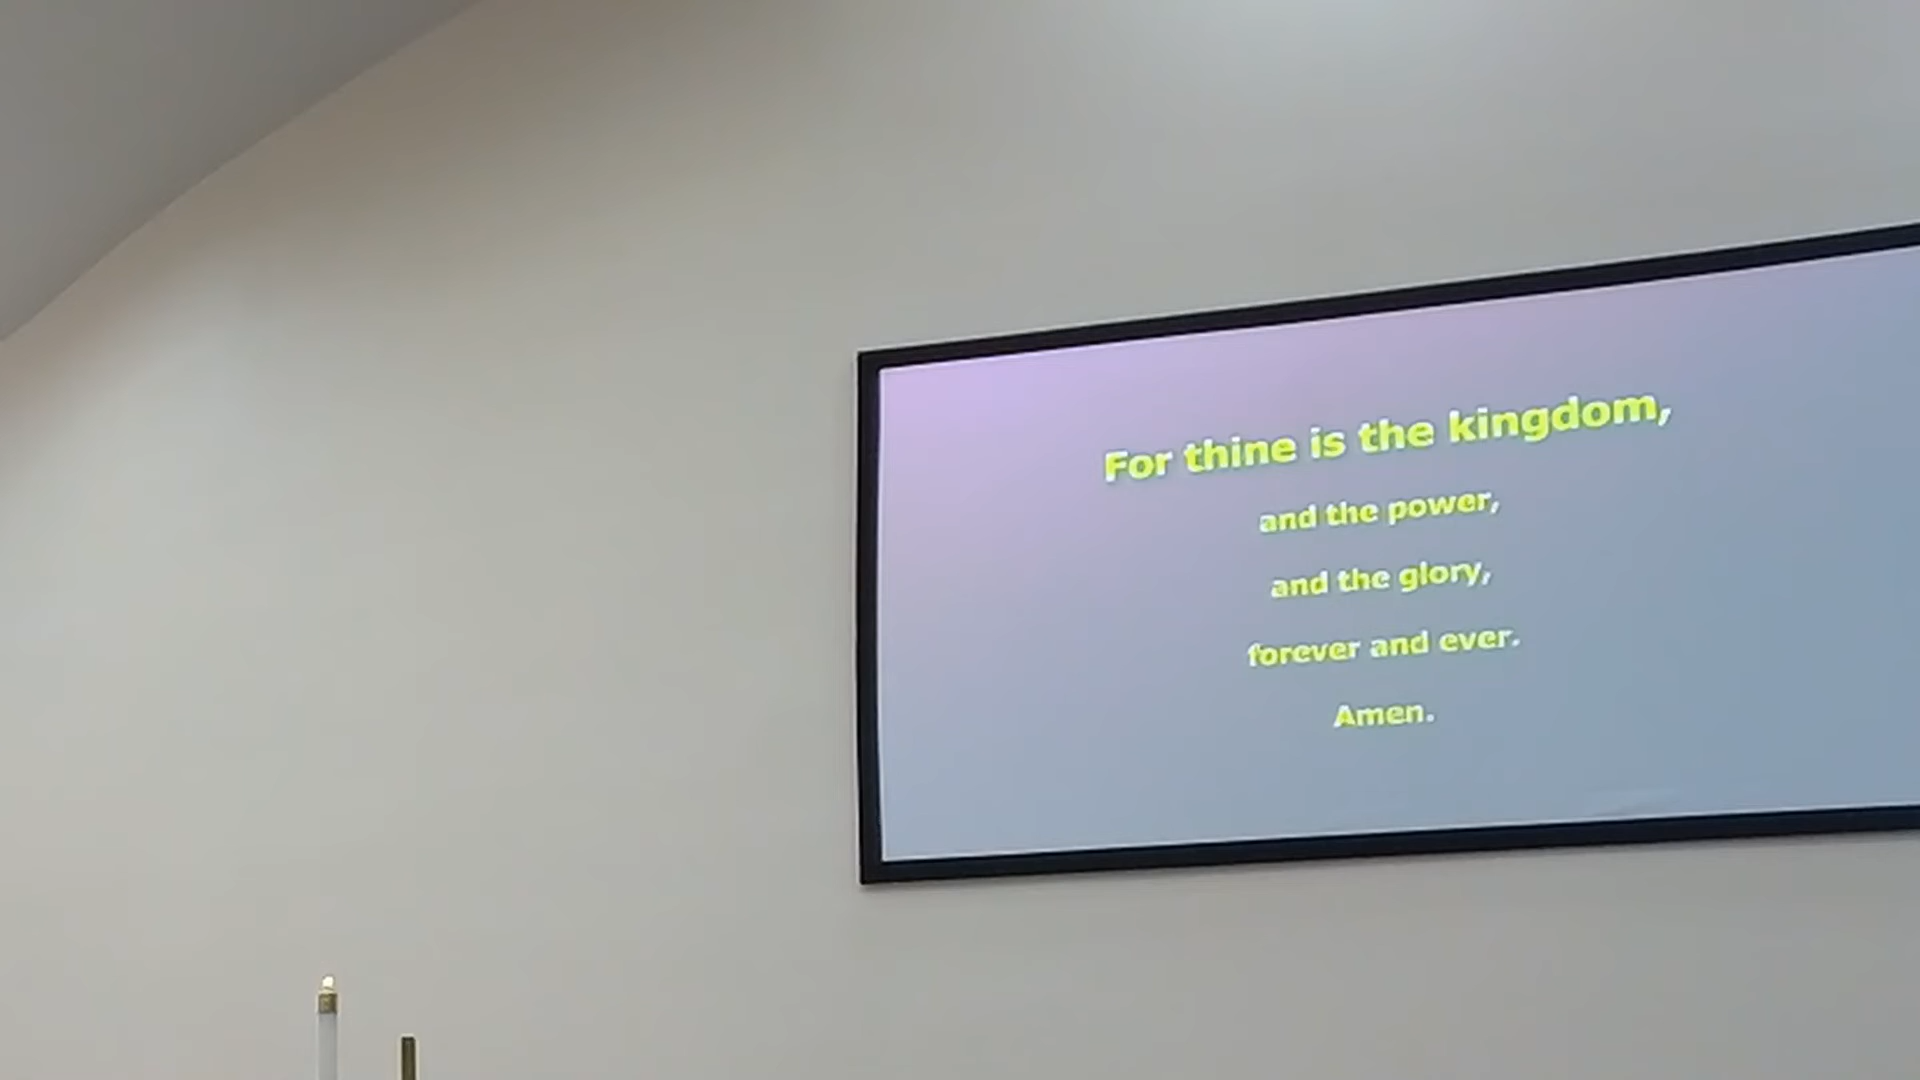 For thine is the kingdom,
and the power,
and the glory,
forever and ever.
Amen.